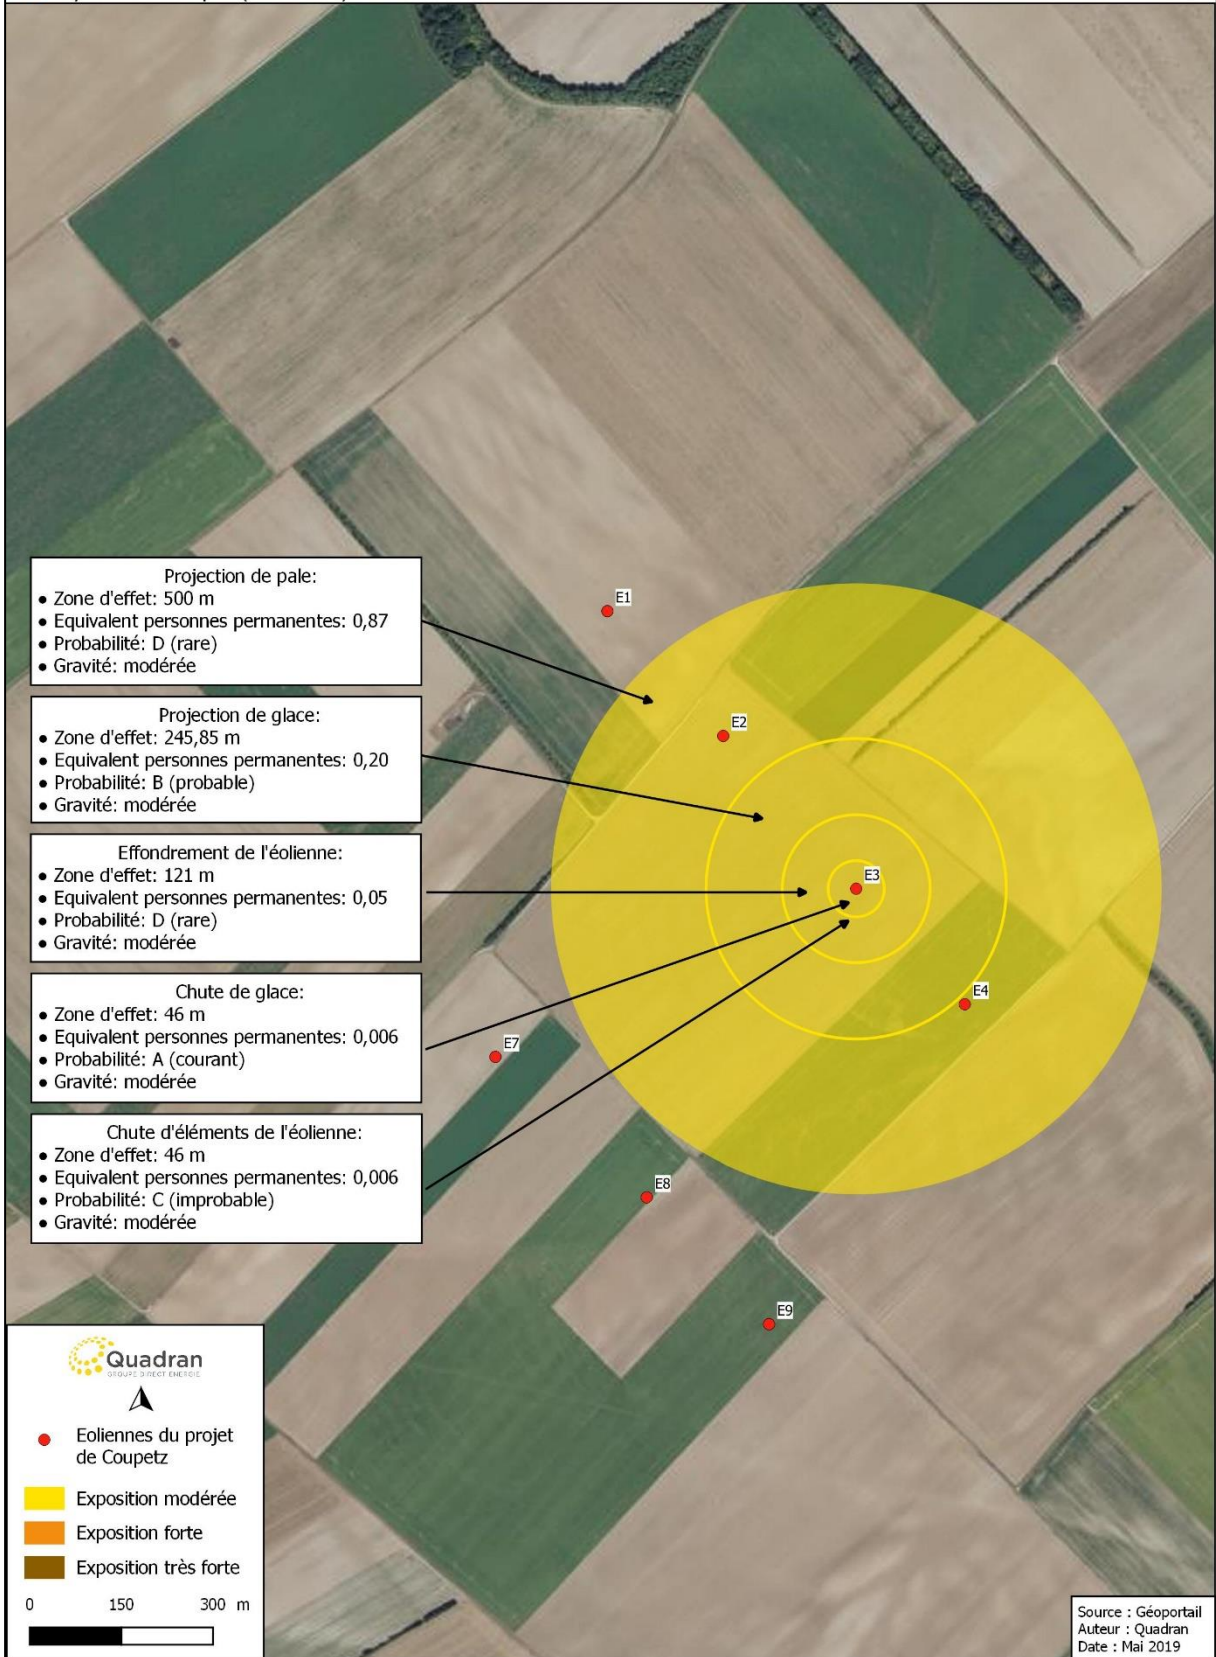 Projection de pale:
• Zone d'effet: 500 m
• Equivalent personnes permanentes: 0,87
• Probabilité: D (rare)
• Gravité: modérée
Projection de glace:
• Zone d'effet: 245,85 m
• Equivalent personnes permanentes: 0,20
• Probabilité: B (probable)
• Gravité: modérée
Effondrement de l'éolienne:
• Zone d'effet: 121 m
• Equivalent personnes permanentes: 0,05
• Probabilité: D (rare)
• Gravité: modérée
Chute de glace:
• Zone d'effet: 46 m
• Equivalent personnes permanentes: 0,006
• Probabilité: A (courant)
• Gravité: modérée
Chute d'éléments de l'éolienne:
• Zone d'effet: 46 m
• Equivalent personnes permanentes: 0,006
• Probabilité: C (improbable)
• Gravité: modérée
E1
E2
E3
E4
E7
E8
E9
Quadran
GROUPE DIRECT ENERGIE
Eoliennes du projet
de Coupetz
Exposition modérée
Exposition forte
Exposition très forte
0 150 300 m
Source : Géoportail
Auteur : Quadran
Date : Mai 2019